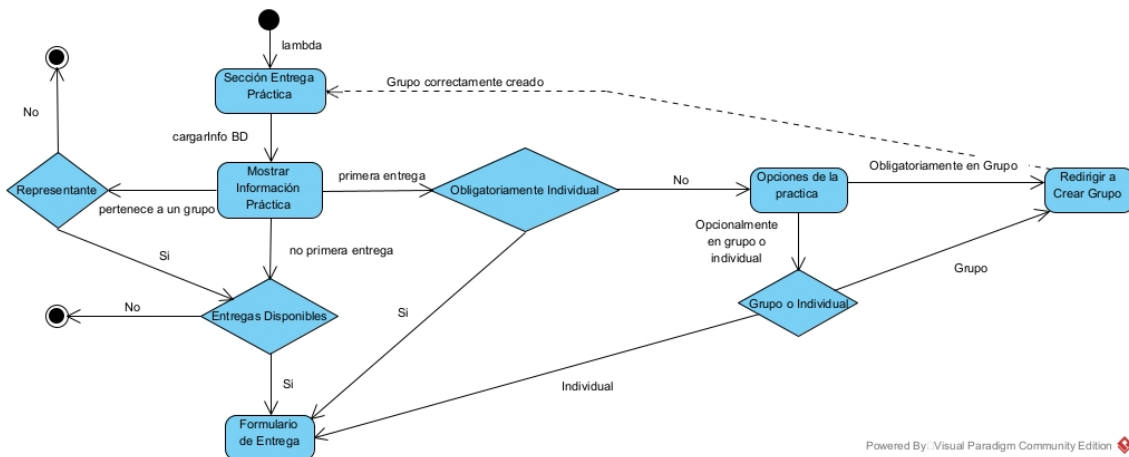 lambda
Sección Entrega
Práctica
Grupo correctamente creado
No
cargarInfo BD
Representante
Mostrar
Información
Práctica
primera entrega
Obligatoriamente Individual
No
Opciones de la
practica
Obligatoriamente en Grupo
Redirigir a
Crear Grupo
pertenece a un grupo
Opcionalmente
en grupo o
individual
no primera entrega
Si
Grupo
No
Entregas Disponibles
Si
Grupo o Individual
Si
Individual
Formulario
de Entrega
Powered By Visual Paradigm Community Edition